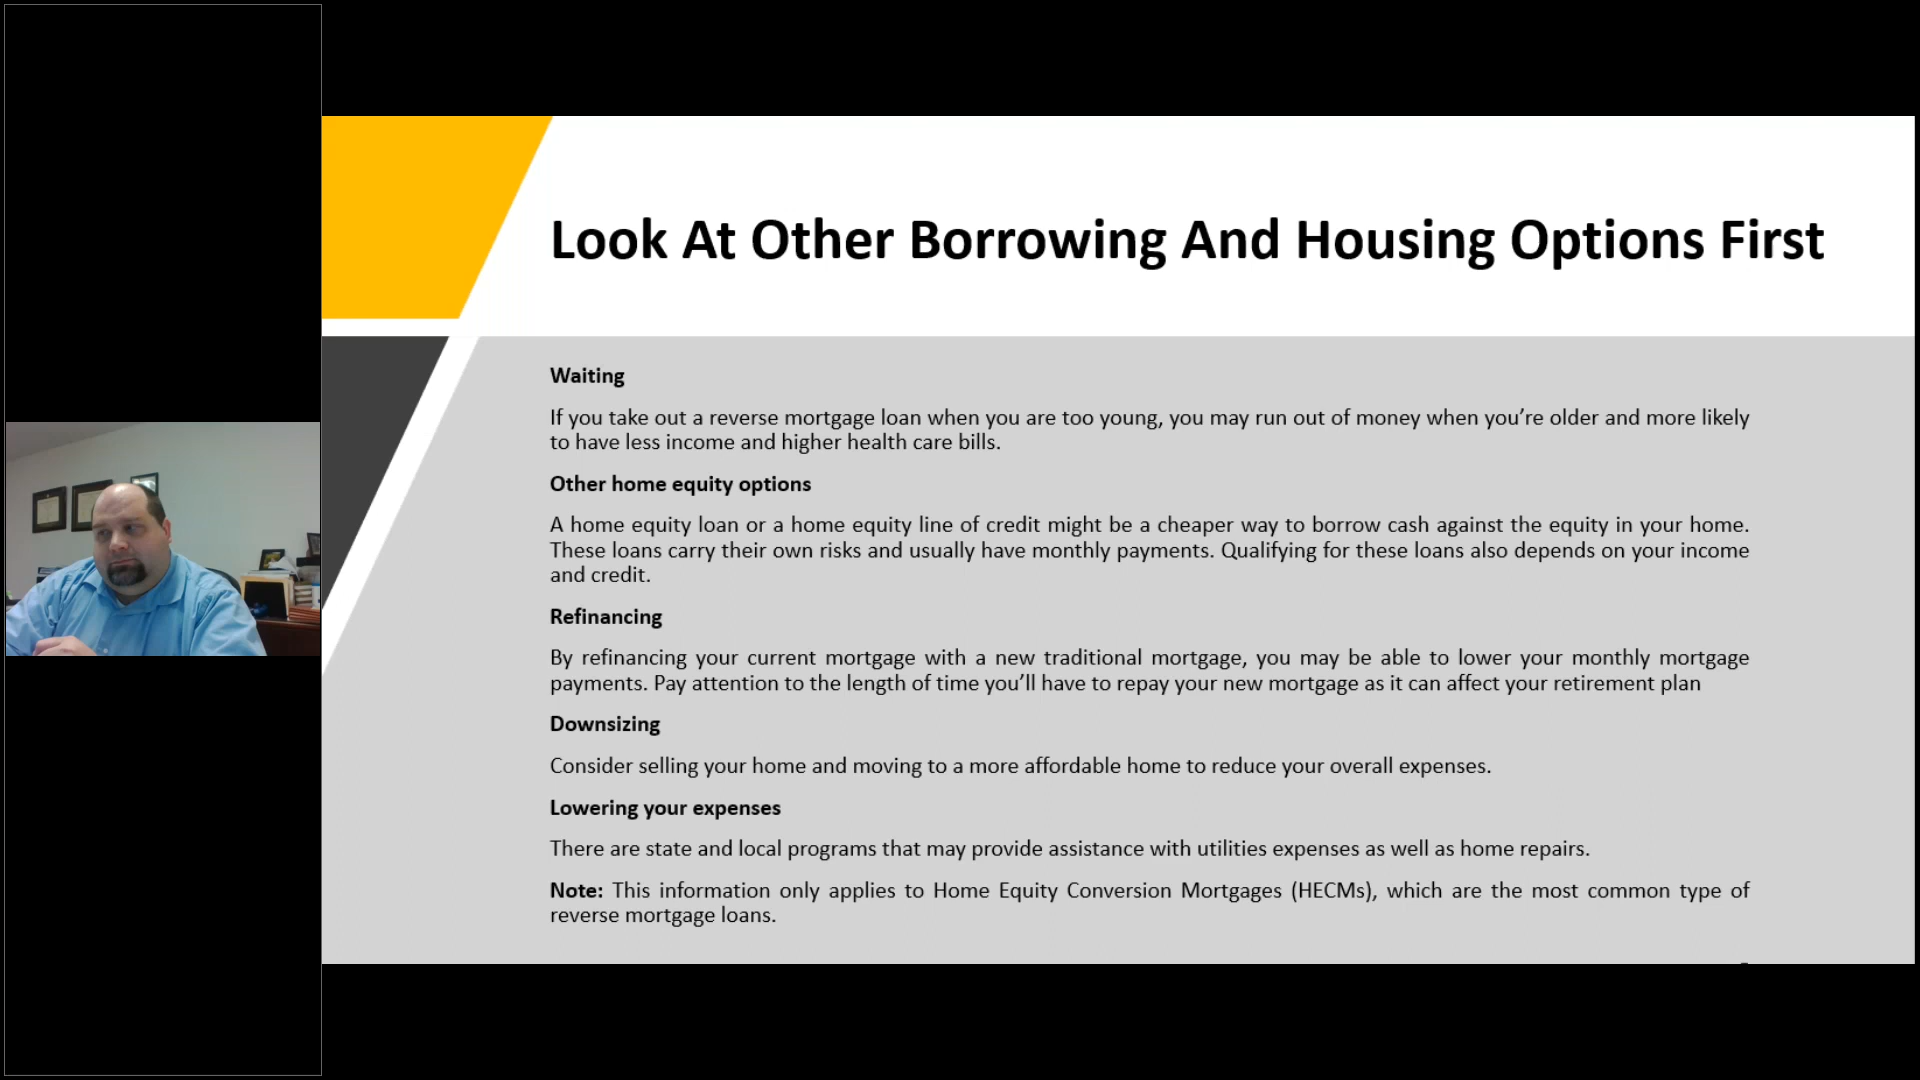 Look At Other Borrowing And Housing Options First
Waiting
If you take out a reverse mortgage loan when you are too young, you may run out of money when you’re older and more likely
to have less income and higher health care bills.
Other home equity options
A home equity loan or a home equity line of credit might be a cheaper way to borrow cash against the equity in your home.
These loans carry their own risks and usually have monthly payments. Qualifying for these loans also depends on your income
and credit.
Refinancing
By refinancing your current mortgage with a new traditional mortgage, you may be able to lower your monthly mortgage
payments. Pay attention to the length of time you’ll have to repay your new mortgage as it can affect your retirement plan
Downsizing
Consider selling your home and moving to a more affordable home to reduce your overall expenses.
Lowering your expenses
There are state and local programs that may provide assistance with utilities expenses as well as home repairs.
Note: This information only applies to Home Equity Conversion Mortgages (HECMs), which are the most common type of
reverse mortgage loans.